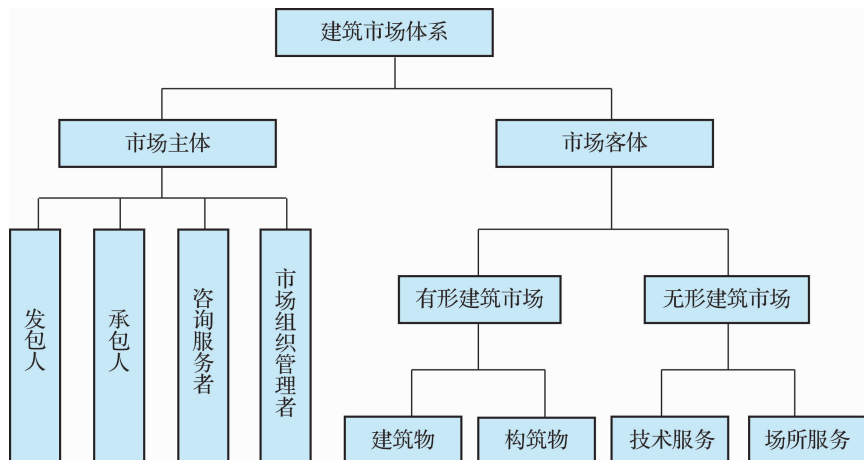 建筑市场体系
市场主体
市场客体
发包人
承包人
咨询服务者
市场组织管理者
有形建筑市场
无形建筑市场
建筑物
构筑物
技术服务
场所服务